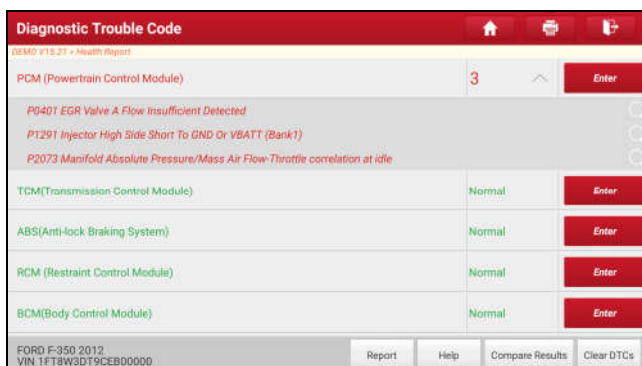 Diagnostic Trouble Code
DEMO V15.21 > Health Report
PCM (Powertrain Control Module) 3 Enter
P0401 EGR Valve A Flow Insufficient Detected
P1291 Injector High Side Short To GND Or VBATT (Bank1)
P2073 Manifold Absolute Pressure/Mass Air Flow-Throttle correlation at idle
TCM(Transmission Control Module) Normal Enter
ABS(Anti-lock Braking System) Normal Enter
RCM (Restraint Control Module) Normal Enter
BCM(Body Control Module) Normal Enter
FORD F-350 2012
VIN 1FT8W3DT9CEB00000
Report Help Compare Results Clear DTCs